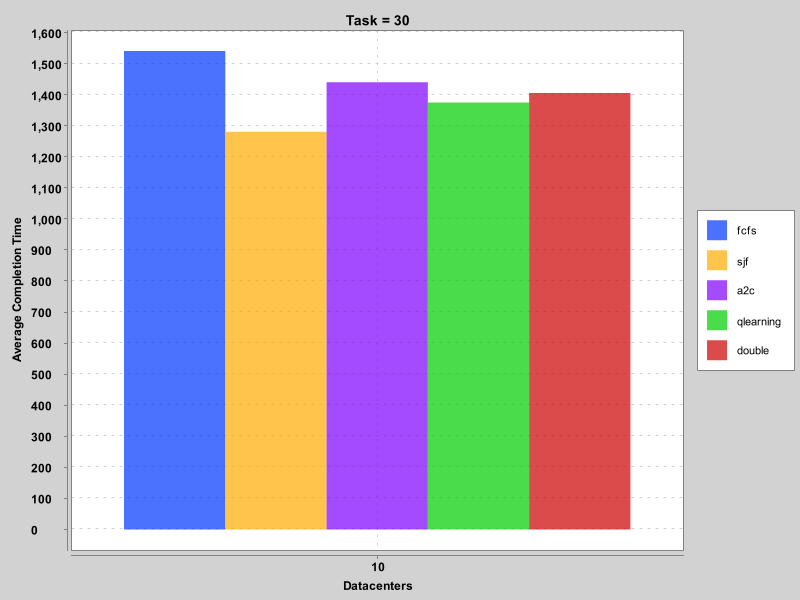 Task = 30
Average Completion Time
1,600
1,500
1,400
1,300
1,200
1,100
1,000
900
800
700
600
500
400
300
200
100
0
10
Datacenters
fcfs
sjf
a2c
qlearning
double